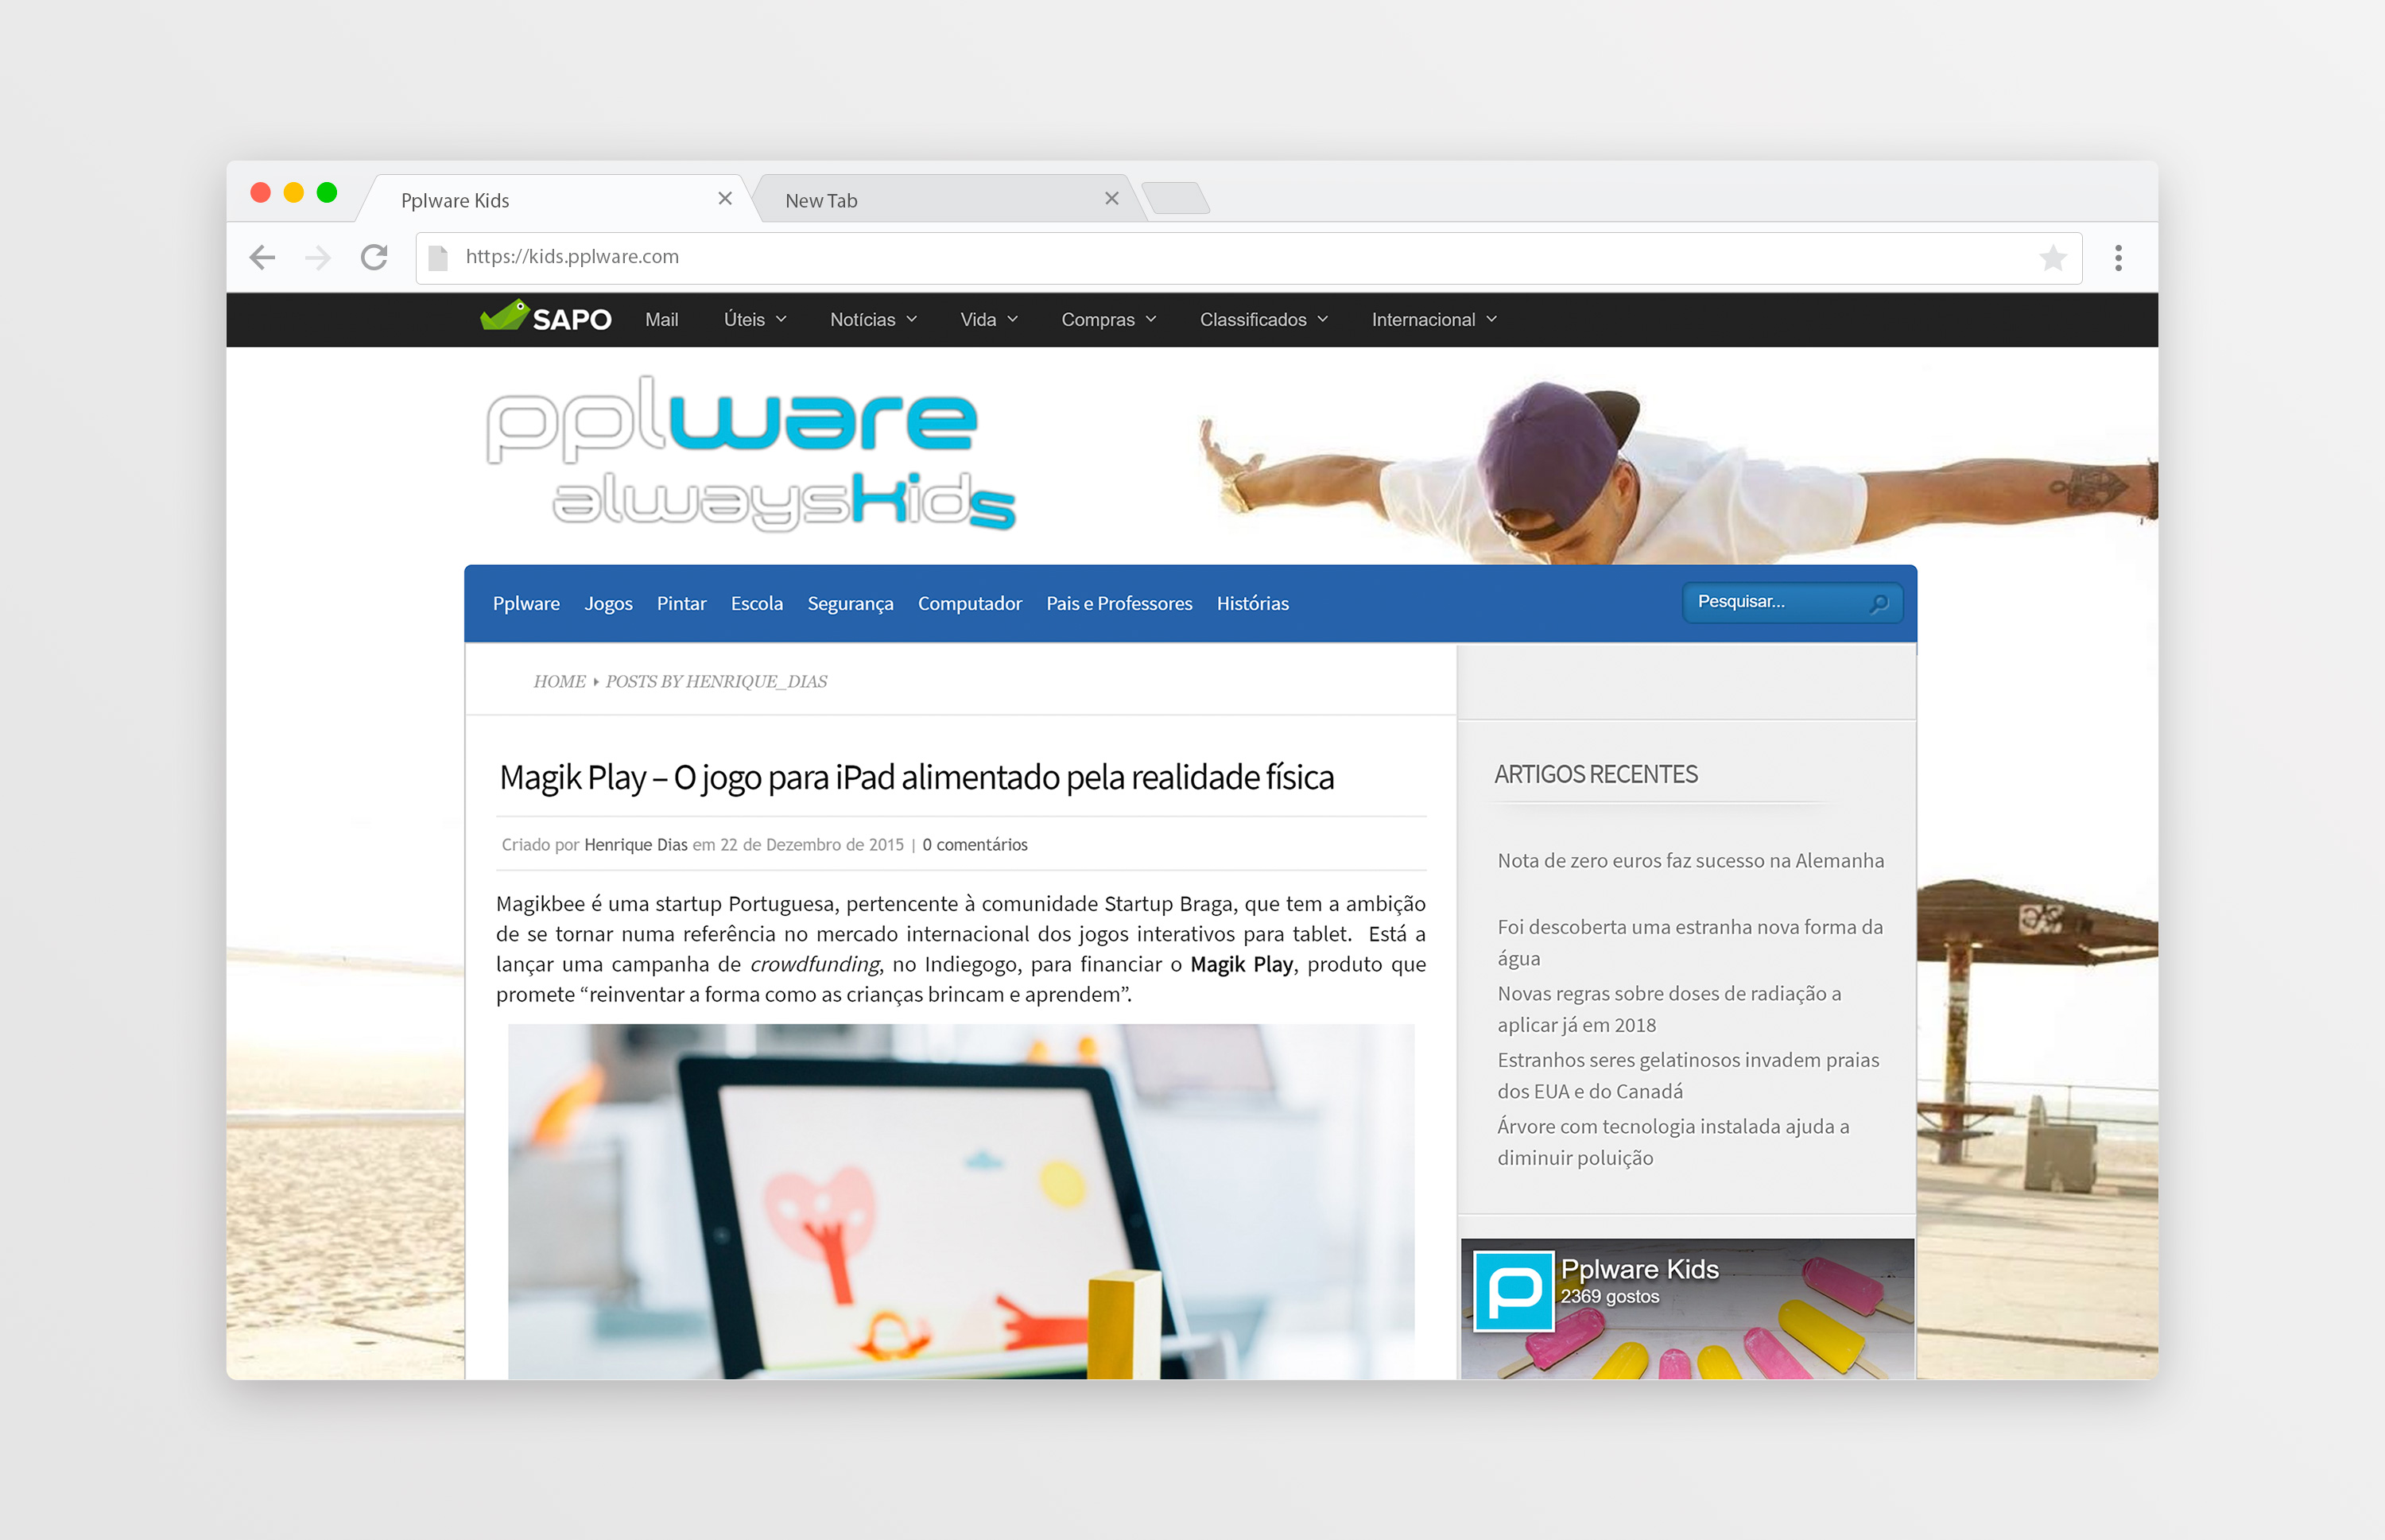 Pplware Kids
New Tab
https://kids.pplware.com
SAPO Mail Úteis Notícias Vida Compras Classificados Internacional
pplware
alwayskids
Pplware Jogos Pintar Escola Segurança Computador Pais e Professores Histórias Pesquisar...
HOME POSTS BY HENRIQUE_DIAS
Magik Play – O jogo para iPad alimentado pela realidade física
Criado por Henrique Dias em 22 de Dezembro de 2015 | 0 comentários
Magikbee é uma startup Portuguesa, pertencente à comunidade Startup Braga, que tem a ambição
de se tornar numa referência no mercado internacional dos jogos interativos para tablet. Está a
lançar uma campanha de crowdfunding, no Indiegogo, para financiar o Magik Play, produto que
promete “reinventar a forma como as crianças brincam e aprendem”.
ARTIGOS RECENTES
Nota de zero euros faz sucesso na Alemanha
Foi descoberta uma estranha nova forma da
água
Novas regras sobre doses de radiação a
aplicar já em 2018
Estranhos seres gelatinosos invadem praias
dos EUA e do Canadá
Árvore com tecnologia instalada ajuda a
diminuir poluição
Pplware Kids
2369 gostos